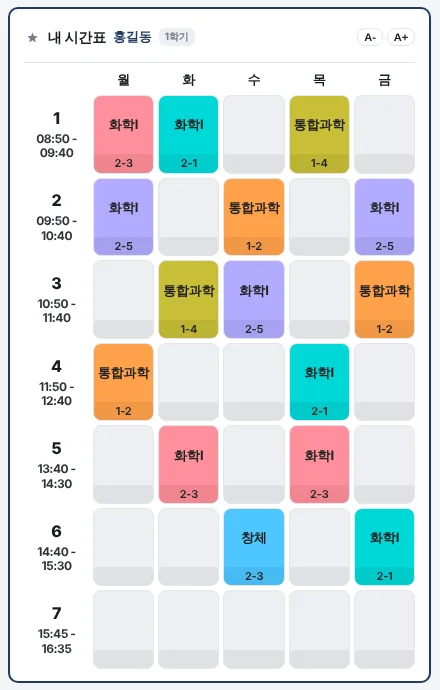 ★ 내 시간표 홍길동 1학기 A- A+
월 화 수 목 금
1
08:50 -
09:40
화학I 화학I 통합과학
2-3 2-1 1-4
2
09:50 -
10:40
화학I 통합과학 화학I
2-5 1-2 2-5
3
10:50 -
11:40
통합과학 화학I 통합과학
1-4 2-5 1-2
4
11:50 -
12:40
통합과학 화학I
1-2 2-1
5
13:40 -
14:30
화학I 화학I
2-3 2-3
6
14:40 -
15:30
창체 화학I
2-3 2-1
7
15:45 -
16:35